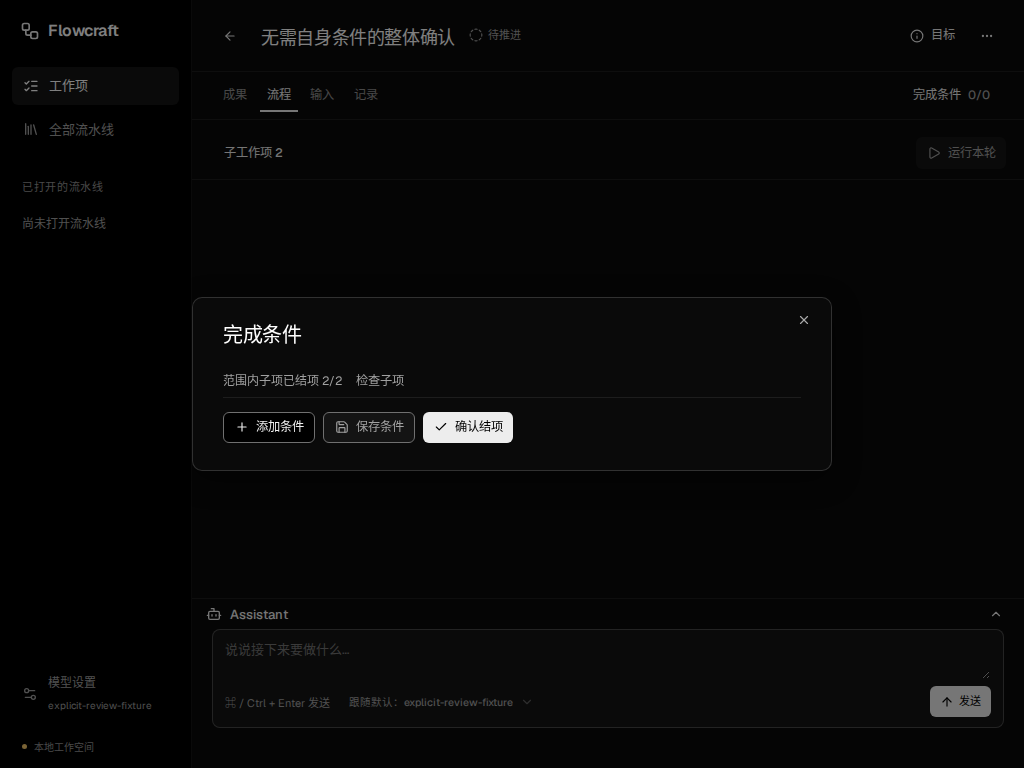 Flowcraft
工作项
全部流水线
已打开的流水线
尚未打开流水线
无需自身条件的整体确认
待推进
目标
成果
流程
输入
记录
完成条件 0/0
子工作项 2
运行本轮
完成条件
范围内子项已结项 2/2 检查子项
添加条件
保存条件
确认结项
Assistant
说说接下来要做什么...
⌘ / Ctrl + Enter 发送
跟随默认：explicit-review-fixture
发送
模型设置
explicit-review-fixture
本地工作空间